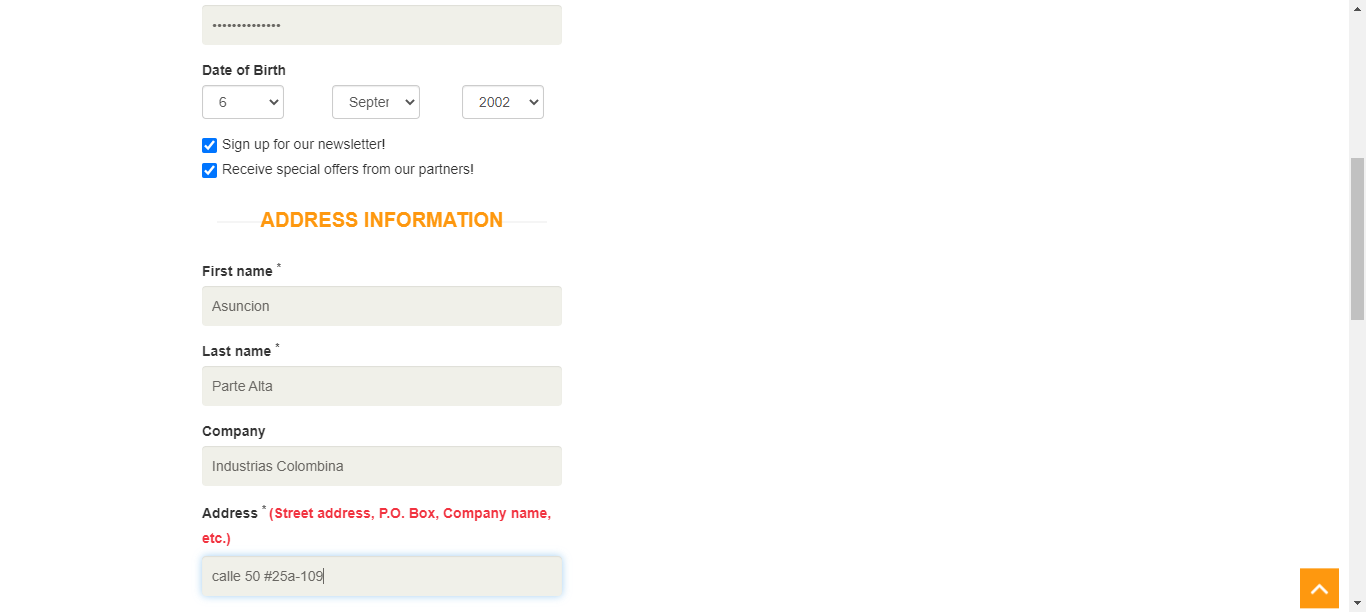 ••••••••••••••
Date of Birth
6 Septer 2002
Sign up for our newsletter!
Receive special offers from our partners!
ADDRESS INFORMATION
First name *
Asuncion
Last name *
Parte Alta
Company
Industrias Colombina
Address * (Street address, P.O. Box, Company name,
etc.)
calle 50 #25a-109